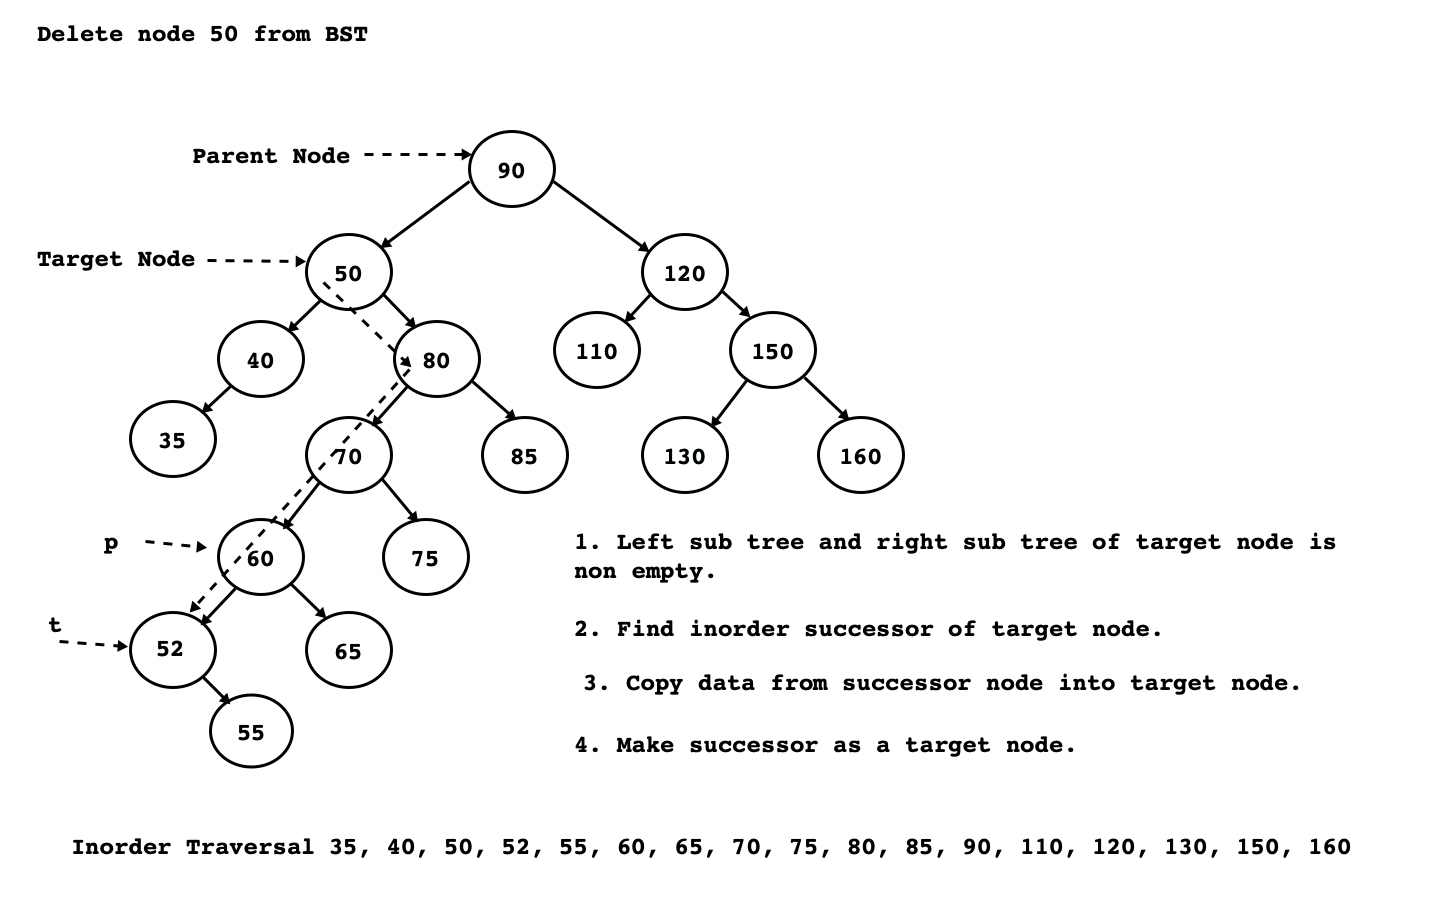 Delete node 50 from BST
Parent Node
90
Target Node
50
120
40
80
110
150
35
70
85
130
160
p
60
75
1. Left sub tree and right sub tree of target node is
non empty.
t
52
65
2. Find inorder successor of target node.
3. Copy data from successor node into target node.
55
4. Make successor as a target node.
Inorder Traversal 35, 40, 50, 52, 55, 60, 65, 70, 75, 80, 85, 90, 110, 120, 130, 150, 160